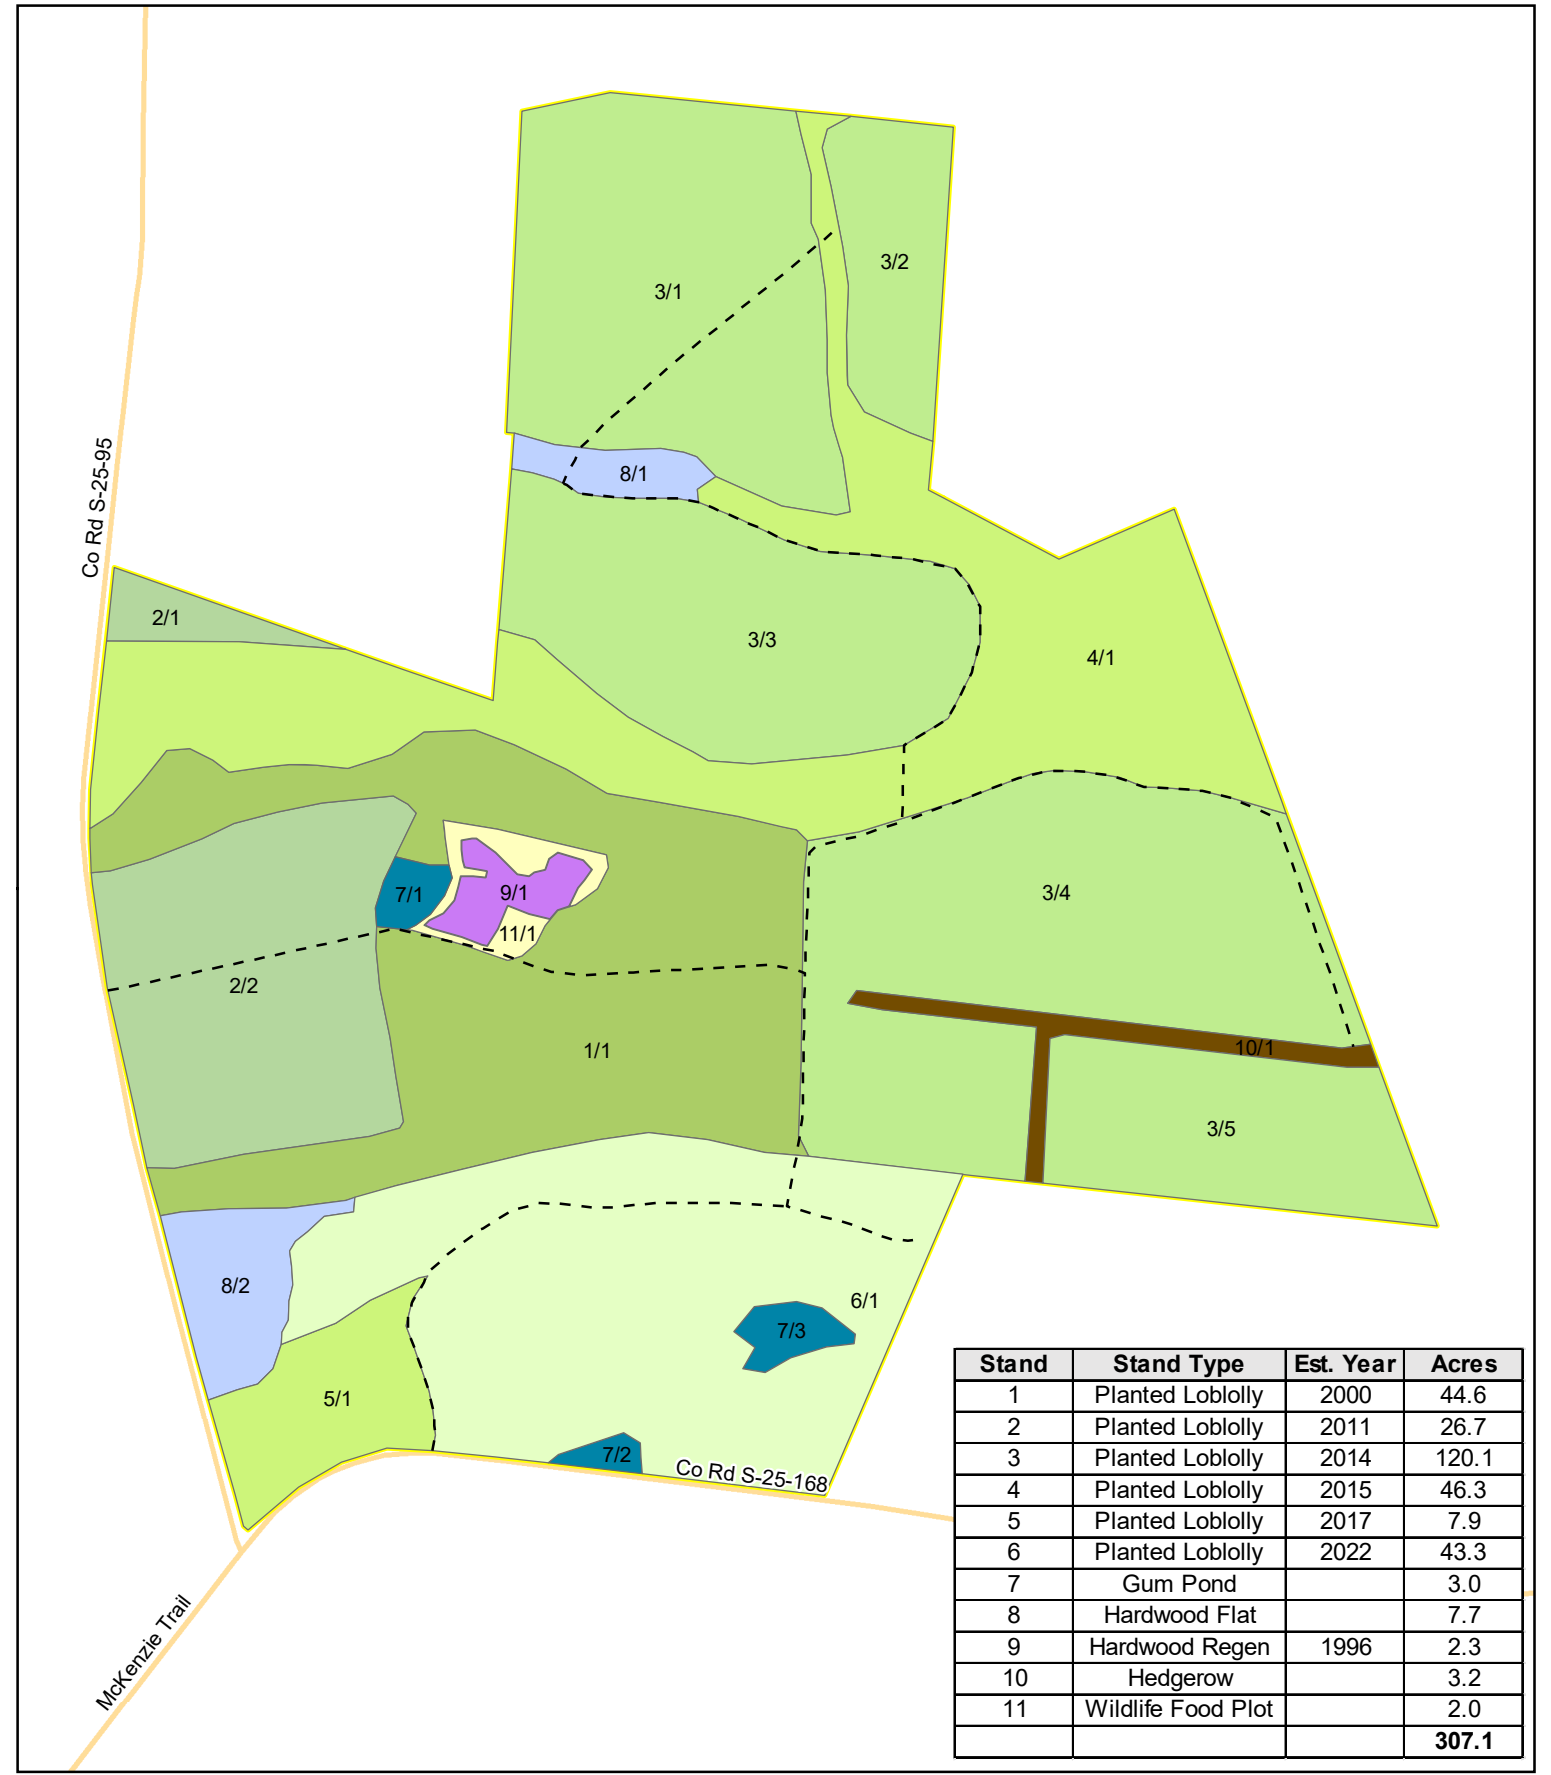 3/2
3/1
8/1
Co Rd S-25-95
2/1
3/3
4/1
7/1
9/1
3/4
11/1
2/2
1/1
10/1
3/5
8/2
6/1
7/3
5/1
7/2
Co Rd S-25-168
McKenzie Trail
Stand Stand Type Est. Year Acres
1 Planted Loblolly 2000 44.6
2 Planted Loblolly 2011 26.7
3 Planted Loblolly 2014 120.1
4 Planted Loblolly 2015 46.3
5 Planted Loblolly 2017 7.9
6 Planted Loblolly 2022 43.3
7 Gum Pond 3.0
8 Hardwood Flat 7.7
9 Hardwood Regen 1996 2.3
10 Hedgerow 3.2
11 Wildlife Food Plot 2.0
307.1